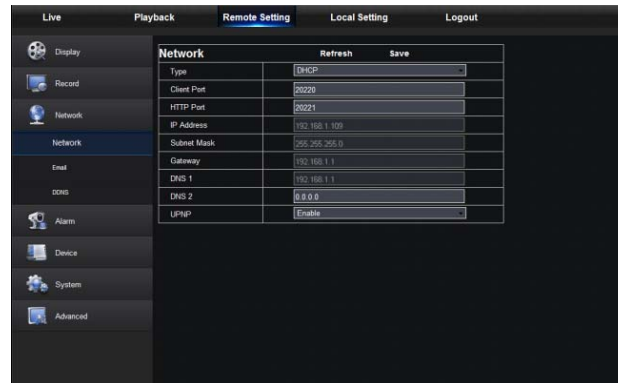 Live Playback Remote Setting Local Setting Logout
Display
Record
Network
Network
Email
DDNS
Alarm
Device
System
Advanced
Network Refresh Save
Type DHCP
Client Port 20220
HTTP Port 20221
IP Address 192.168.1.109
Subnet Mask 255.255.255.0
Gateway 192.168.1.1
DNS 1 192.168.1.1
DNS 2 0.0.0.0
UPNP Enable